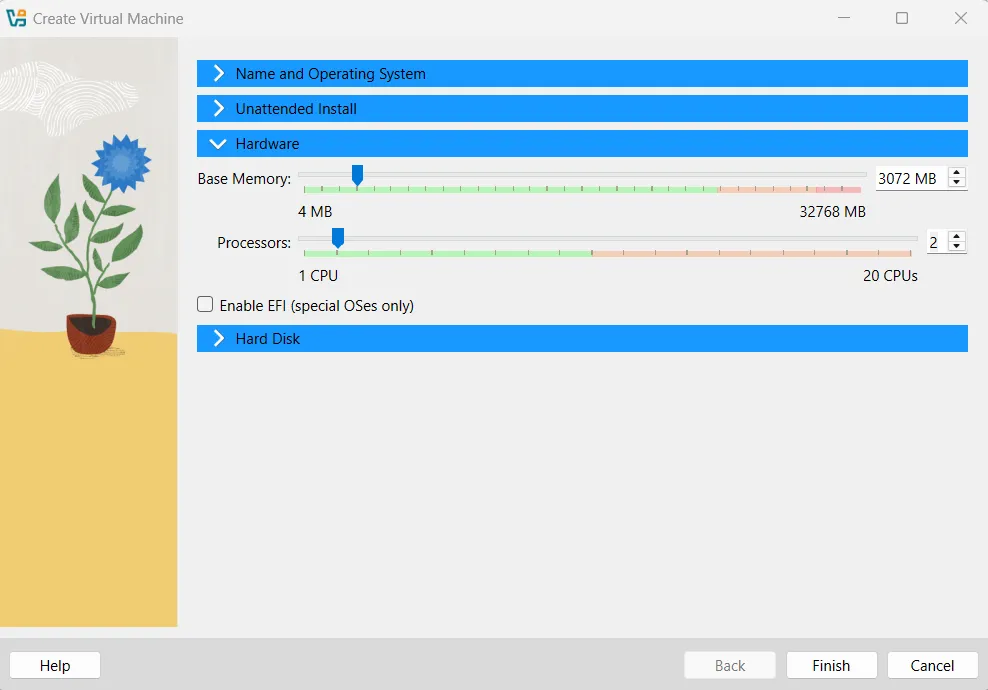 Create Virtual Machine
Name and Operating System
Unattended Install
Hardware
Base Memory: 3072 MB
4 MB 32768 MB
Processors: 2
1 CPU 20 CPUs
Enable EFI (special OSes only)
Hard Disk
Help Back Finish Cancel